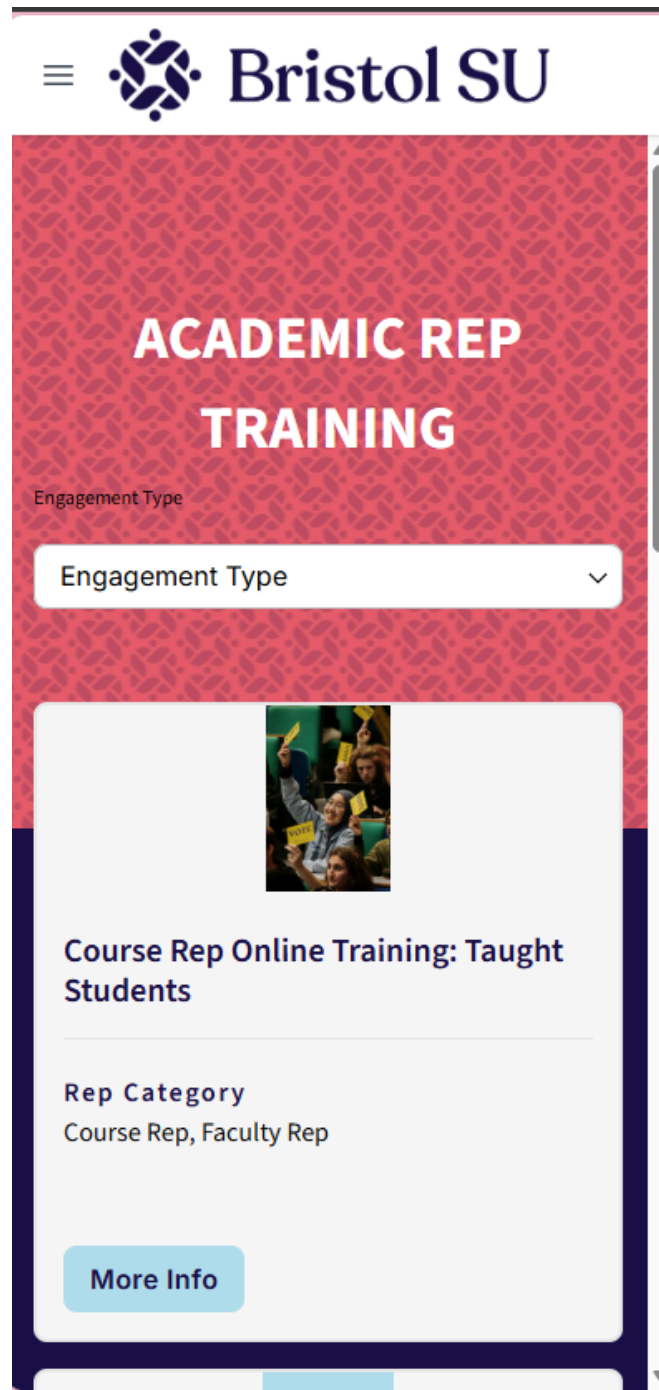 Bristol SU
ACADEMIC REP
TRAINING
Engagement Type
Engagement Type
VOTE
Course Rep Online Training: Taught
Students
Rep Category
Course Rep, Faculty Rep
More Info